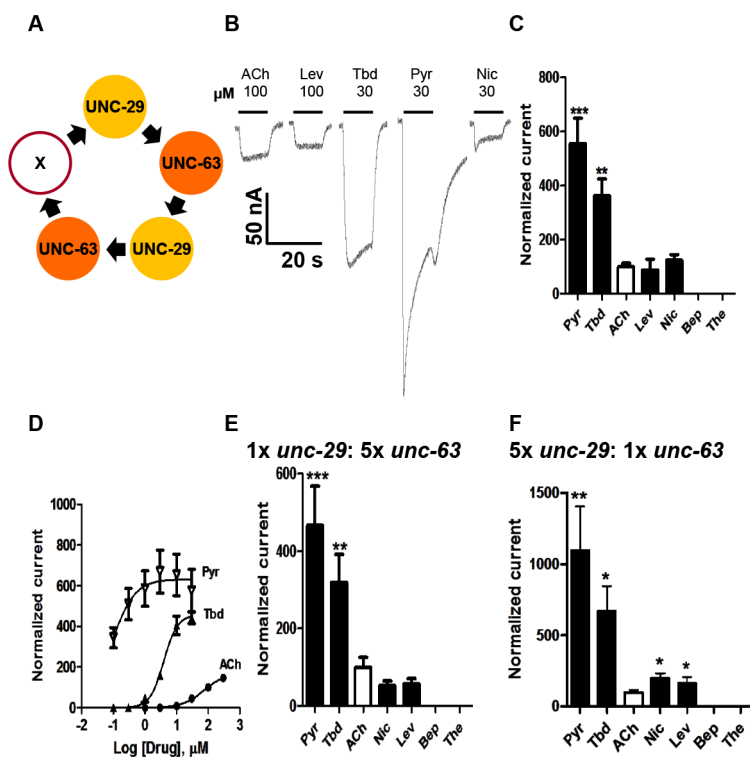 A
UNC-29
UNC-63
UNC-29
UNC-63
X
B
ACh Lev Tbd Pyr Nic
µM 100 100 30 30 30
50 nA
20 s
C
Normalized current
800
600
400
200
0
***
**
Pyr Tbd ACh Lev Nic Bep The
D
Normalized current
1000
800
600
400
200
0
-2 -1 0 1 2 3
Log [Drug], µM
Pyr
Tbd
ACh
E
1x unc-29: 5x unc-63
Normalized current
600
400
200
0
***
**
Pyr Tbd ACh Nic Lev Bep The
F
5x unc-29: 1x unc-63
Normalized current
1500
1000
500
0
**
*
* *
Pyr Tbd ACh Nic Lev Bep The